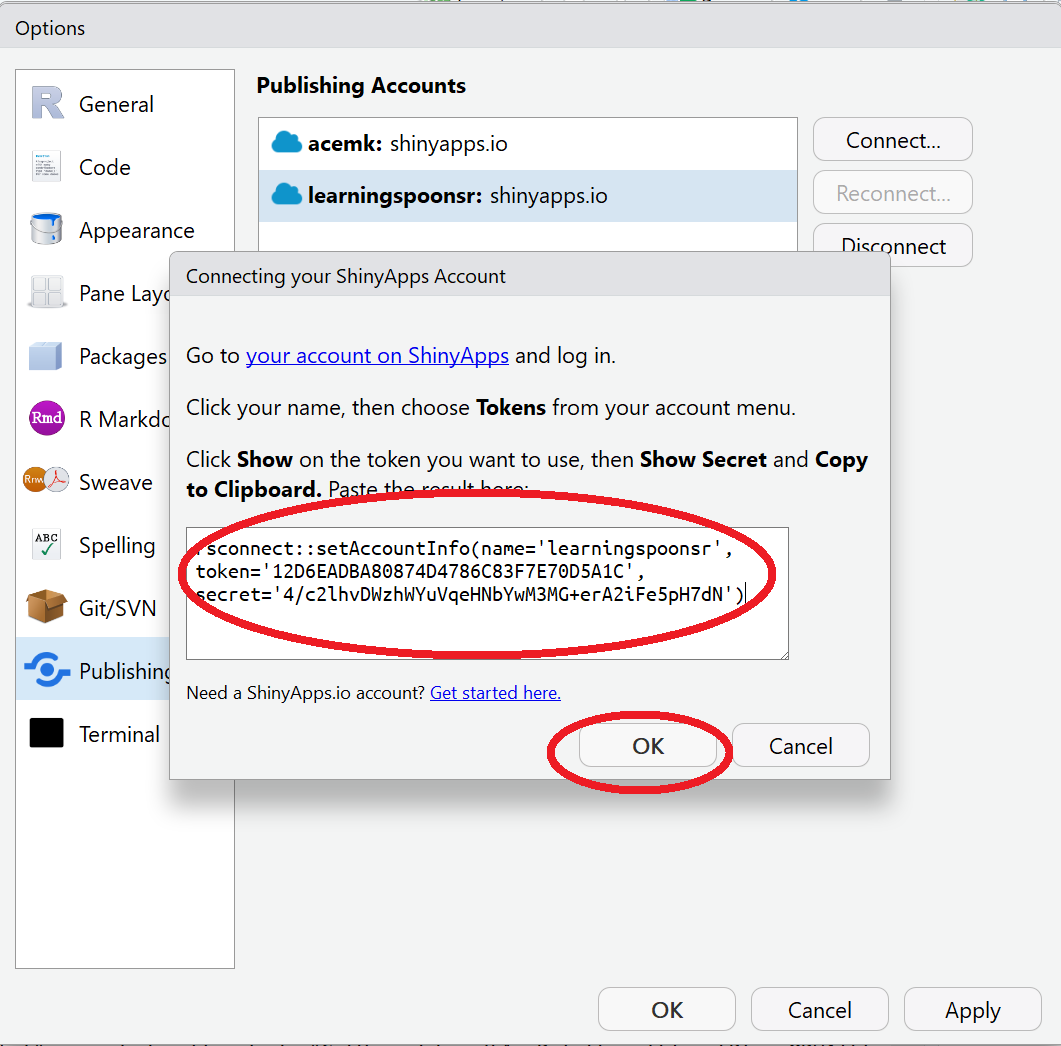 Options
General
Code
Appearance
Pane Layo
Packages
Rmd
R Markdo
Rnw
Sweave
ABC
Spelling
Git/SVN
Publishing
Terminal
Publishing Accounts
acemk: shinyapps.io
learningspoonsr: shinyapps.io
Connect...
Reconnect...
Disconnect
Connecting your ShinyApps Account
Go to your account on ShinyApps and log in.
Click your name, then choose Tokens from your account menu.
Click Show on the token you want to use, then Show Secret and Copy
to Clipboard. Paste the result here:
rsconnect::setAccountInfo(name='learningspoonsr',
token='12D6EADBA80874D4786C83F7E70D5A1C',
secret='4/c2lhvDWzhWYuVqeHNbYwM3MG+erA2iFe5pH7dN')
Need a ShinyApps.io account? Get started here.
OK
Cancel
OK
Cancel
Apply